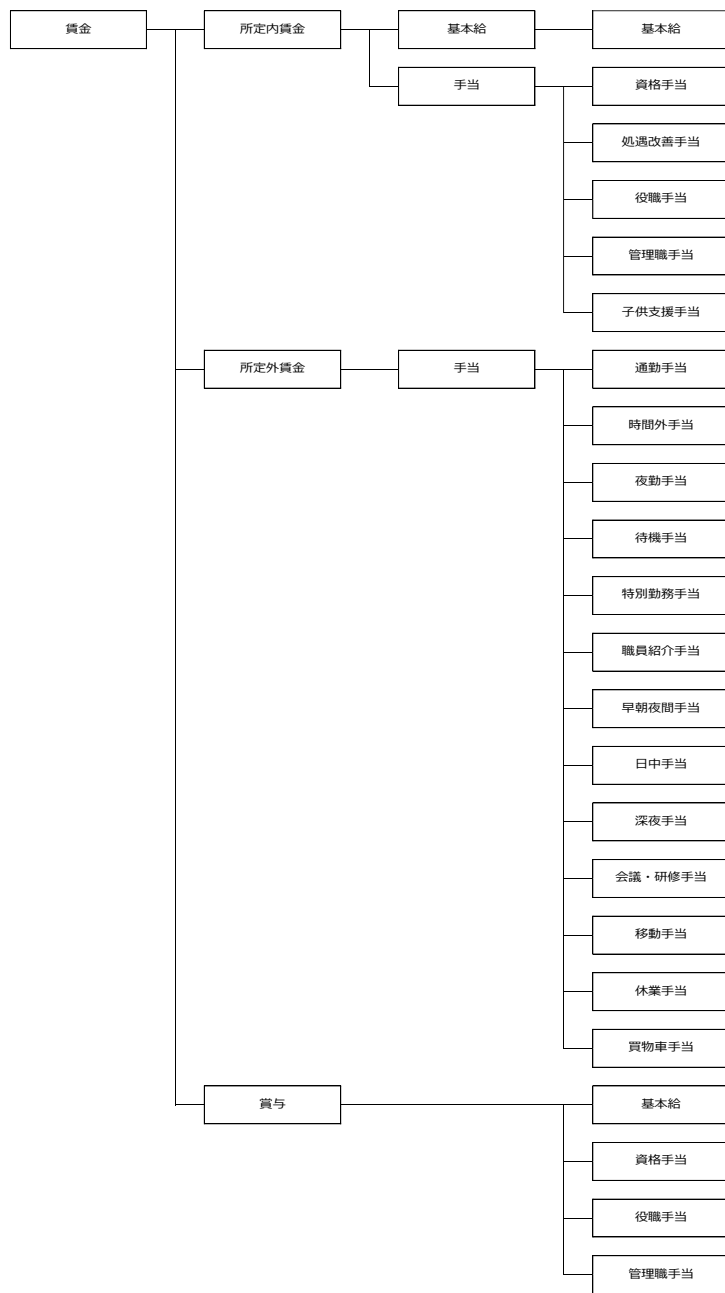 賃金
所定内賃金
基本給
基本給
手当
資格手当
処遇改善手当
役職手当
管理職手当
子供支援手当
所定外賃金
手当
通勤手当
時間外手当
夜勤手当
待機手当
特別勤務手当
職員紹介手当
早朝夜間手当
日中手当
深夜手当
会議・研修手当
移動手当
休業手当
買物車手当
賞与
基本給
資格手当
役職手当
管理職手当